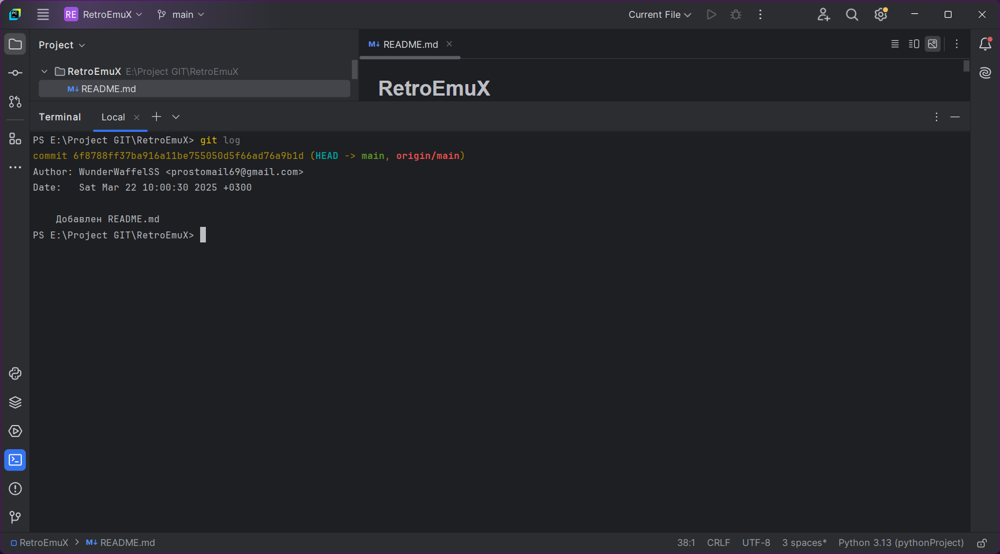 PC
RE RetroEmuX main Current File
Project
RetroEmuX E:\Project GIT\RetroEmuX
M↓ README.md
M↓ README.md
RetroEmuX
Terminal Local
PS E:\Project GIT\RetroEmuX> git log
commit 6f8788ff37ba916a11be755050d5f66ad76a9b1d (HEAD -> main, origin/main)
Author: WunderWaffelSS <prostomail69@gmail.com>
Date:   Sat Mar 22 10:00:30 2025 +0300
Добавлен README.md
PS E:\Project GIT\RetroEmuX>
RetroEmuX > M↓ README.md 38:1 CRLF UTF-8 3 spaces* Python 3.13 (pythonProject)